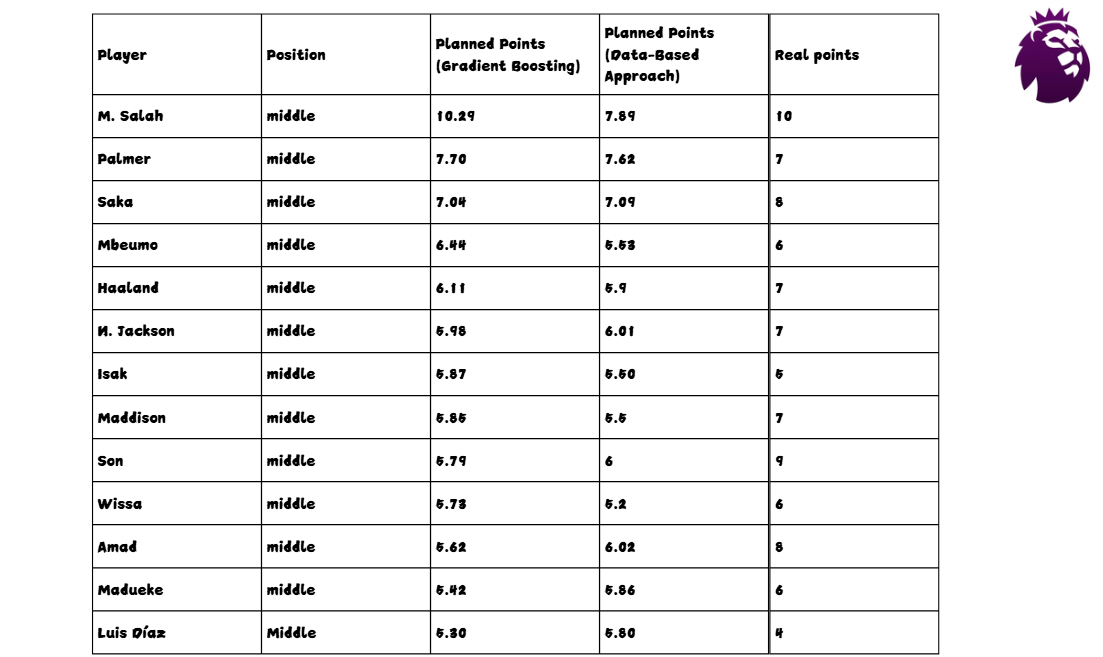 Player Position Planned Points (Gradient Boosting) Planned Points (Data-Based Approach) Real points
M. Salah middle 10.29 7.89 10
Palmer middle 7.70 7.62 7
Saka middle 7.04 7.09 8
Mbeumo middle 6.44 5.53 6
Haaland middle 6.11 5.9 7
N. Jackson middle 5.98 6.01 7
Isak middle 5.87 5.50 5
Maddison middle 5.85 5.5 7
Son middle 5.79 6 9
Wissa middle 5.73 5.2 6
Amad middle 5.62 6.02 8
Madueke middle 5.42 5.86 6
Luis Díaz Middle 5.30 5.80 4